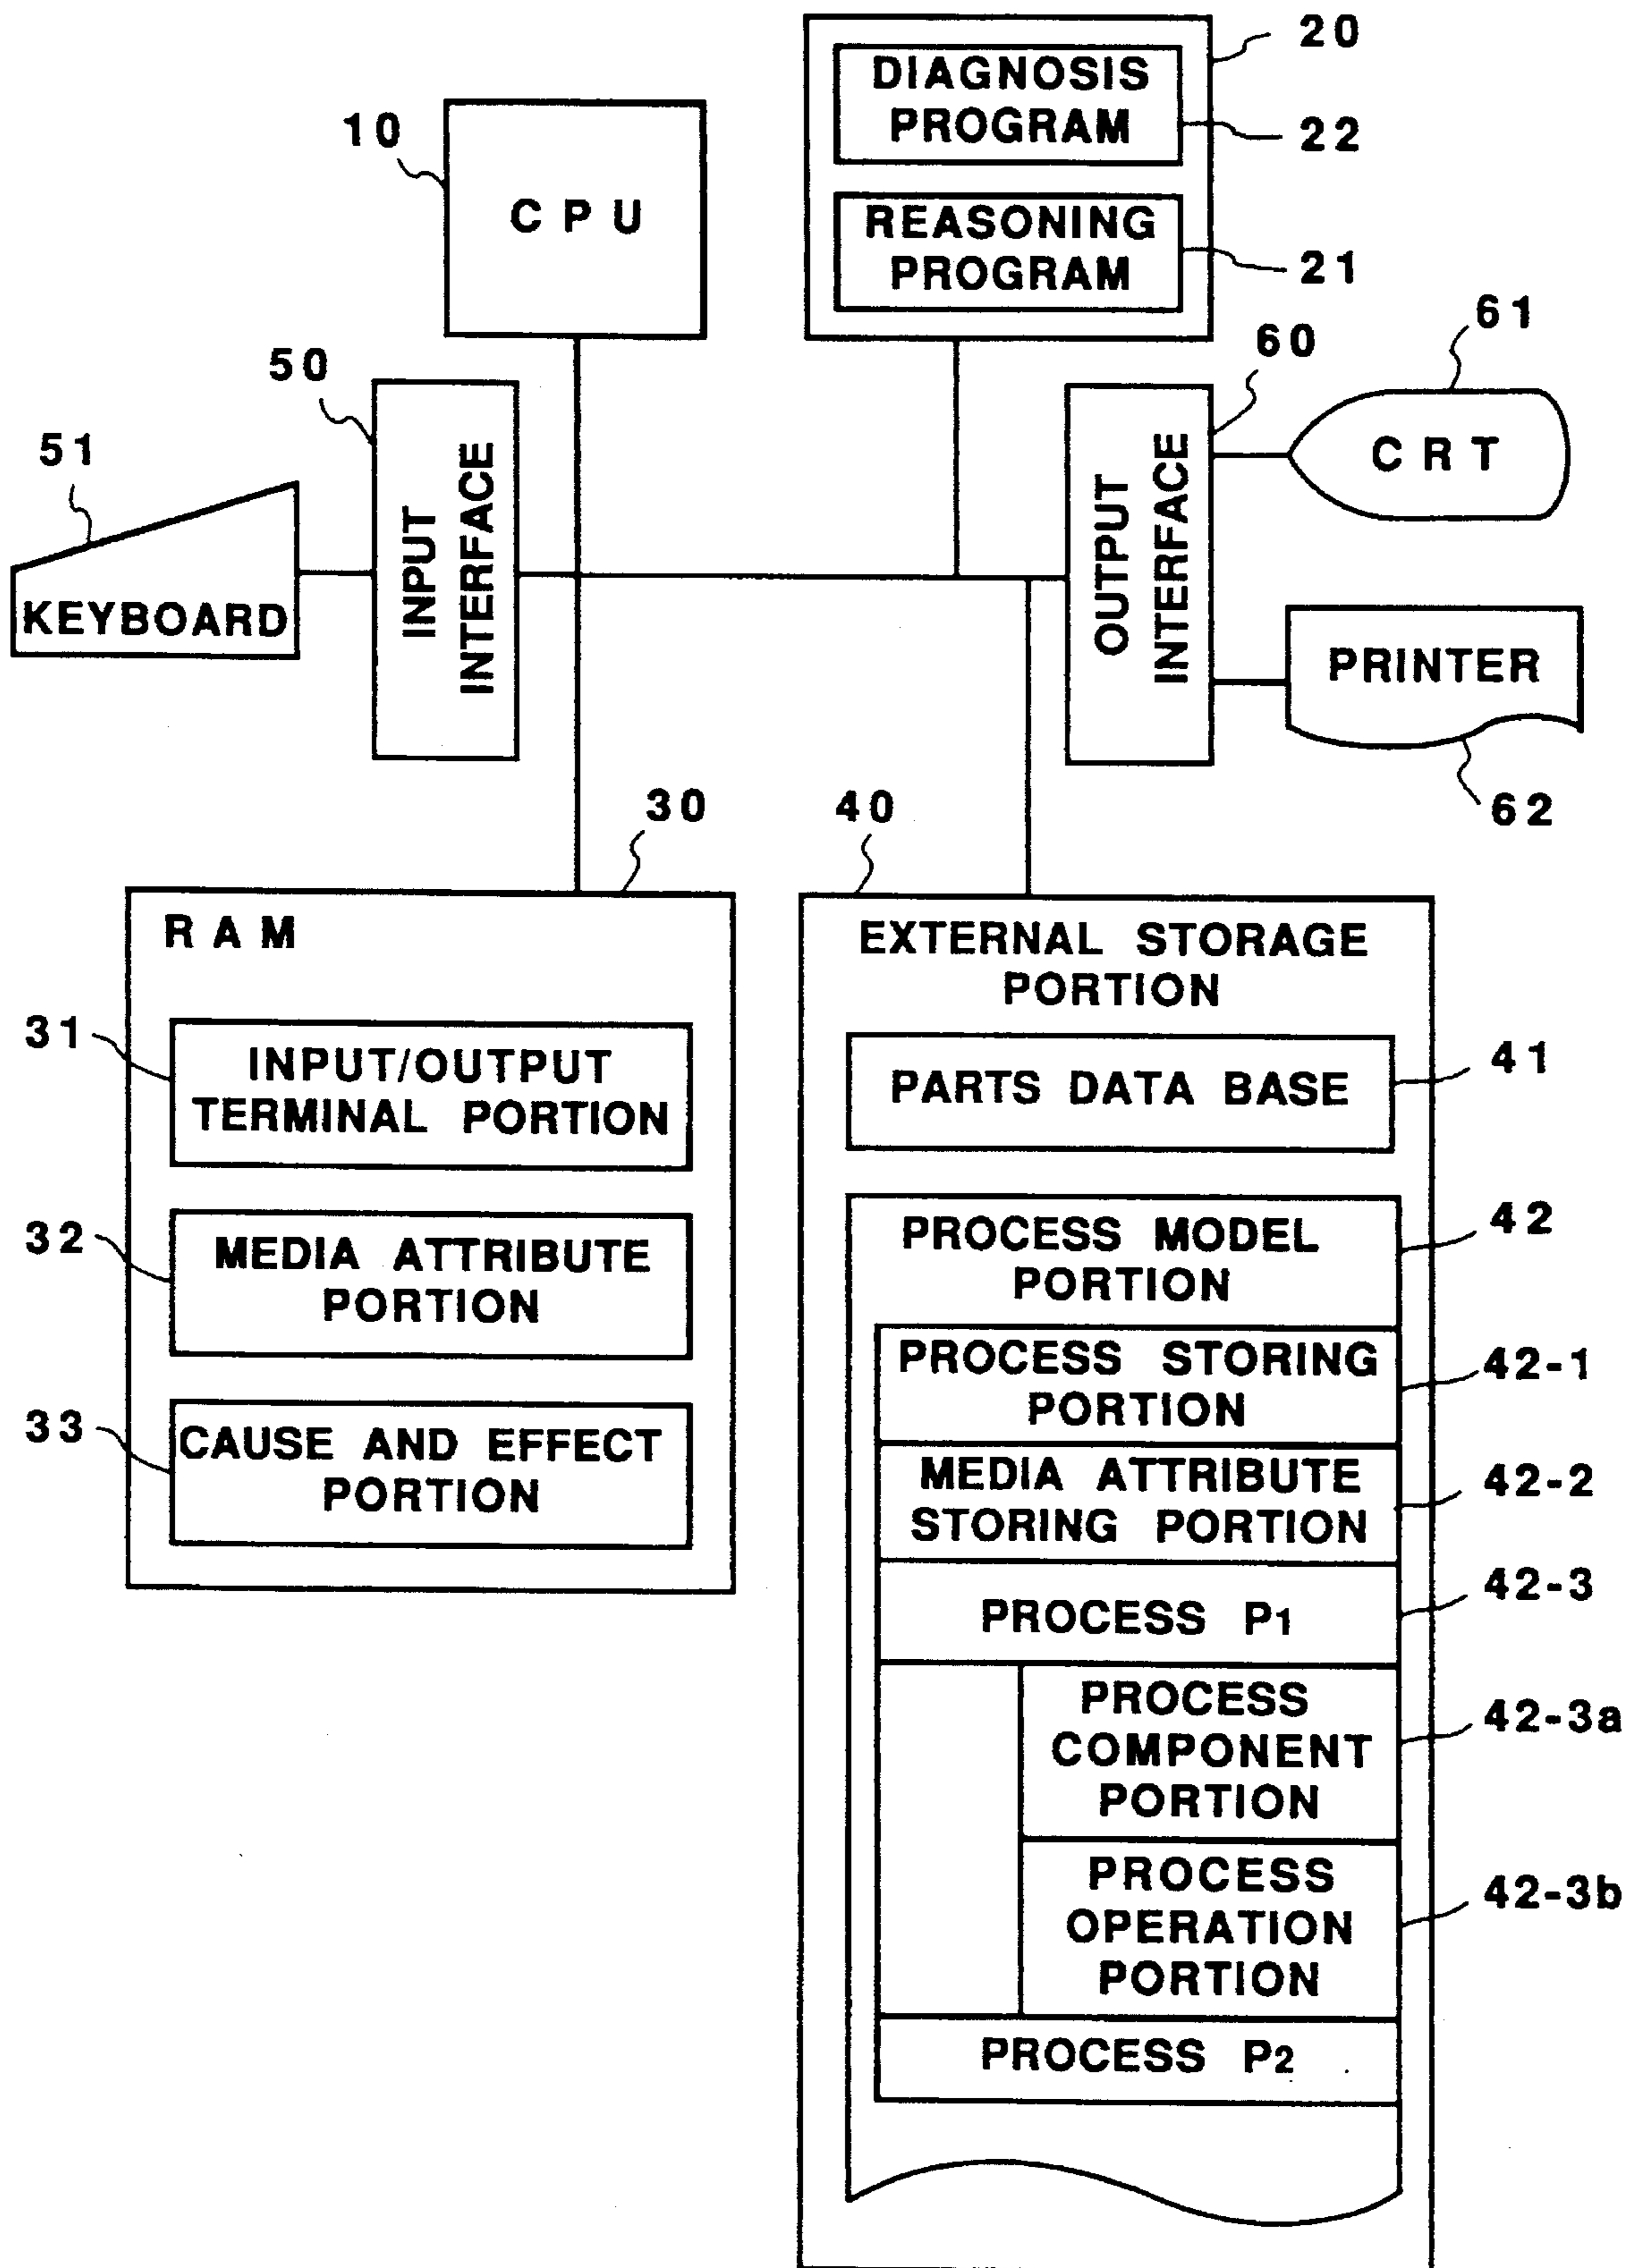 20
DIAGNOSIS
PROGRAM
22
10
CPU
REASONING
PROGRAM
21
61
50
60
51
CRT
INPUT
INTERFACE
OUTPUT
INTERFACE
KEYBOARD
PRINTER
62
30
40
RAM
EXTERNAL STORAGE
PORTION
31
INPUT/OUTPUT
TERMINAL PORTION
41
PARTS DATA BASE
32
MEDIA ATTRIBUTE
PORTION
42
PROCESS MODEL
PORTION
33
CAUSE AND EFFECT
PORTION
PROCESS STORING
PORTION
42-1
MEDIA ATTRIBUTE
STORING PORTION
42-2
PROCESS P1
42-3
PROCESS
COMPONENT
PORTION
42-3a
PROCESS
OPERATION
PORTION
42-3b
PROCESS P2